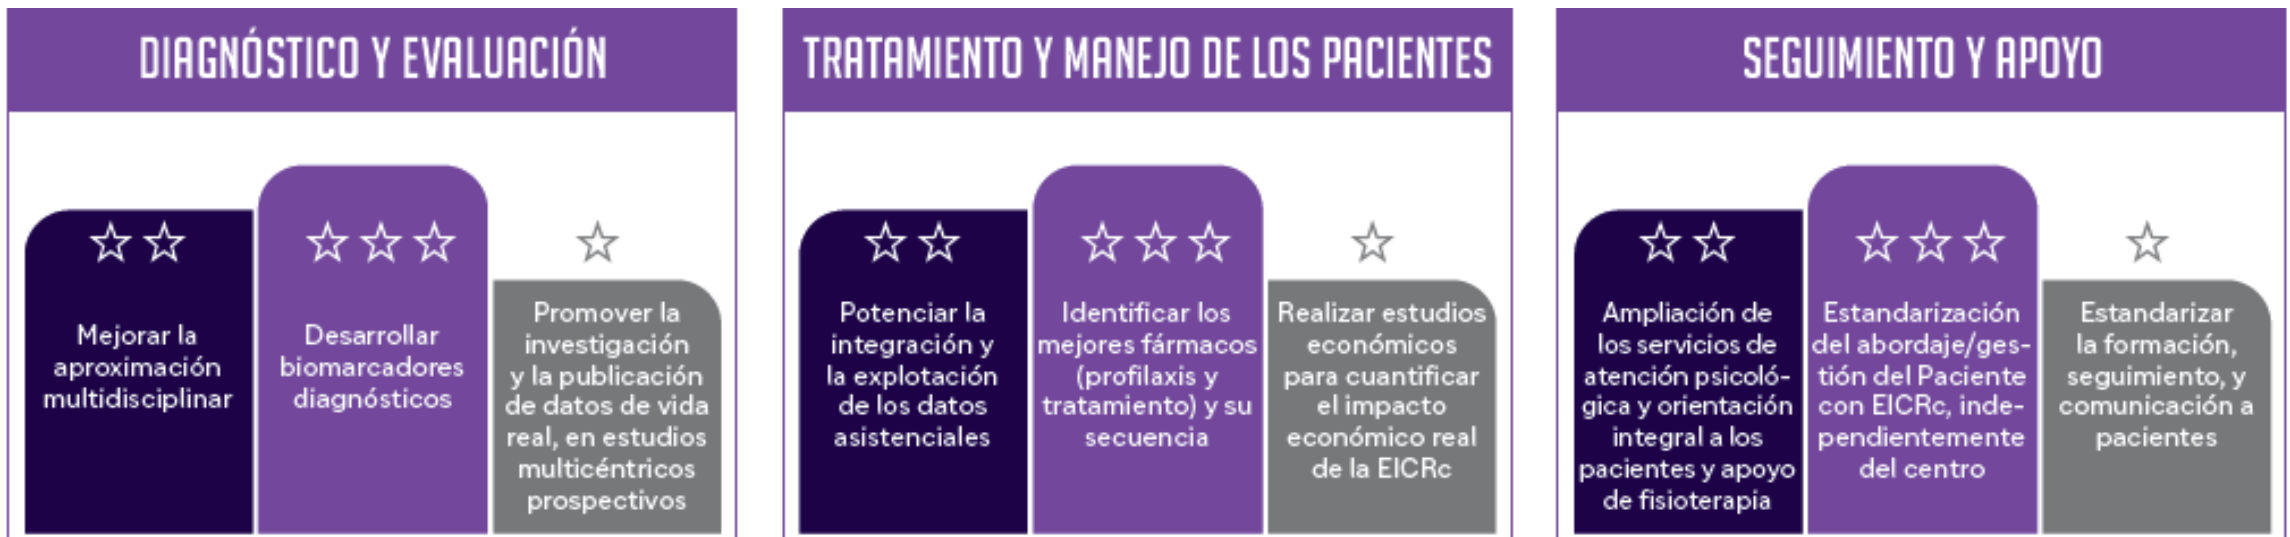 DIAGNÓSTICO Y EVALUACIÓN
Mejorar la
aproximación
multidisciplinar
Desarrollar
biomarcadores
diagnósticos
Promover la
investigación
y la publicación
de datos de vida
real, en estudios
multicéntricos
prospectivos
TRATAMIENTO Y MANEJO DE LOS PACIENTES
Potenciar la
integración y
la explotación
de los datos
asistenciales
Identificar los
mejores fármacos
(profilaxis y
tratamiento) y su
secuencia
Realizar estudios
económicos
para cuantificar
el impacto
económico real
de la EICRc
SEGUIMIENTO Y APOYO
Ampliación de
los servicios de
atención psicoló-
gica y orientación
integral a los
pacientes y apoyo
de fisioterapia
Estandarización
del abordaje/ges-
tión del Paciente
con EICRc, inde-
pendientemente
del centro
Estandarizar
la formación,
seguimiento, y
comunicación a
pacientes